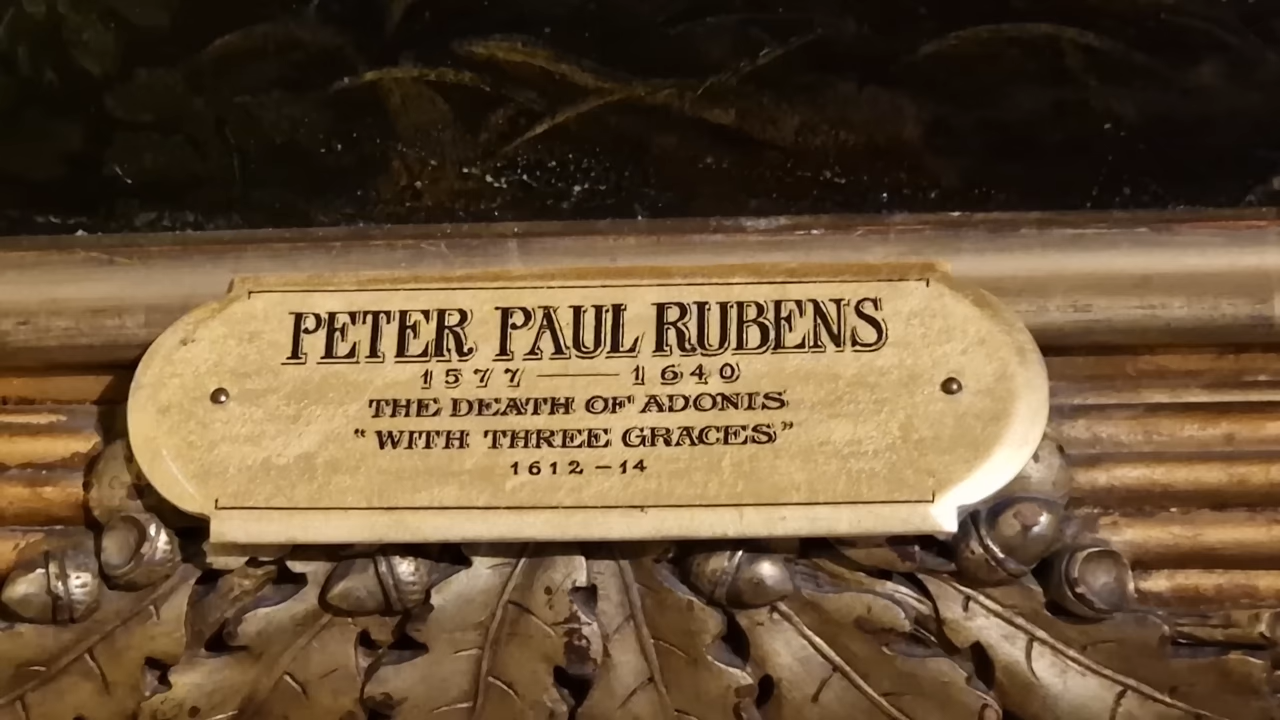 PETER PAUL RUBENS
1577 — 1640
THE DEATH OF ADONIS
“WITH THREE GRACES”
1612 – 14